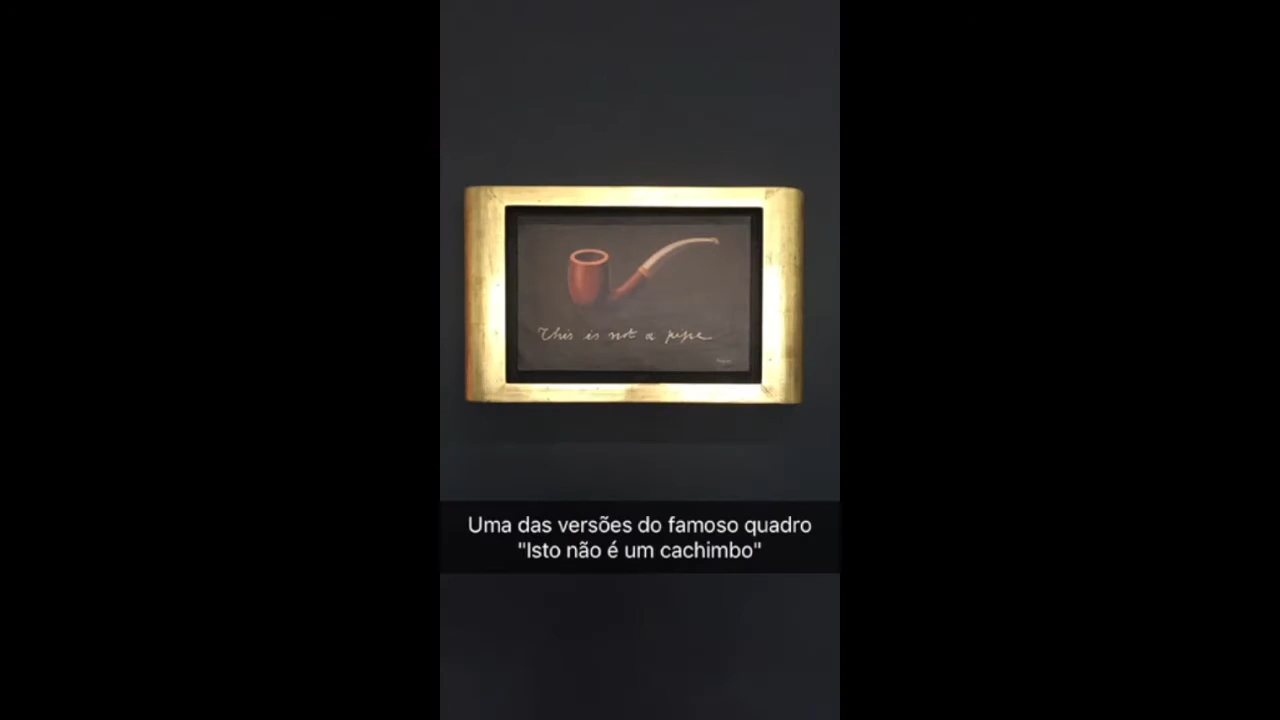 This is not a pipe
Uma das versões do famoso quadro
"Isto não é um cachimbo"